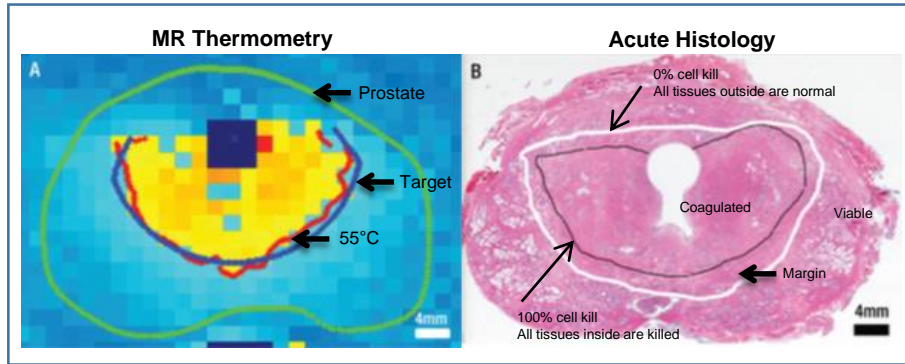 MR Thermometry
Acute Histology
A
Prostate
Target
55°C
4mm
B
0% cell kill
All tissues outside are normal
Coagulated
Viable
Margin
100% cell kill
All tissues inside are killed
4mm